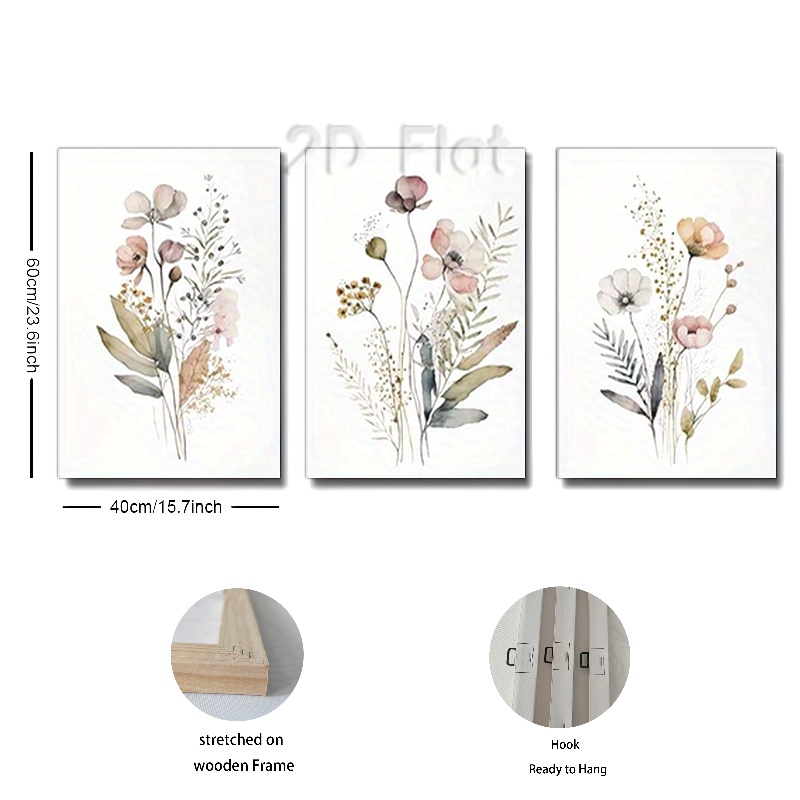 2D Flat
60cm/23.6inch
40cm/15.7inch
stretched on
wooden Frame
Hook
Ready to Hang